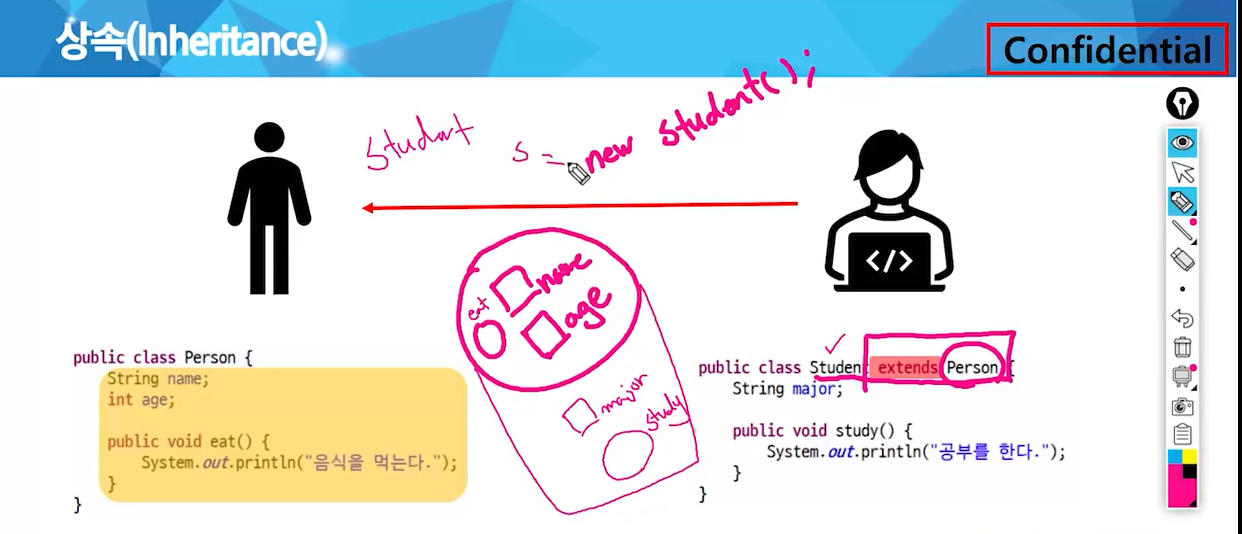 상속(Inheritance)
Confidential
Student s = new Student();
eat
name
age
major
study
public class Person {
String name;
int age;
public void eat() {
System.out.println("음식을 먹는다.");
}
}
public class Studen extends Person {
String major;
public void study() {
System.out.println("공부를 한다.");
}
}